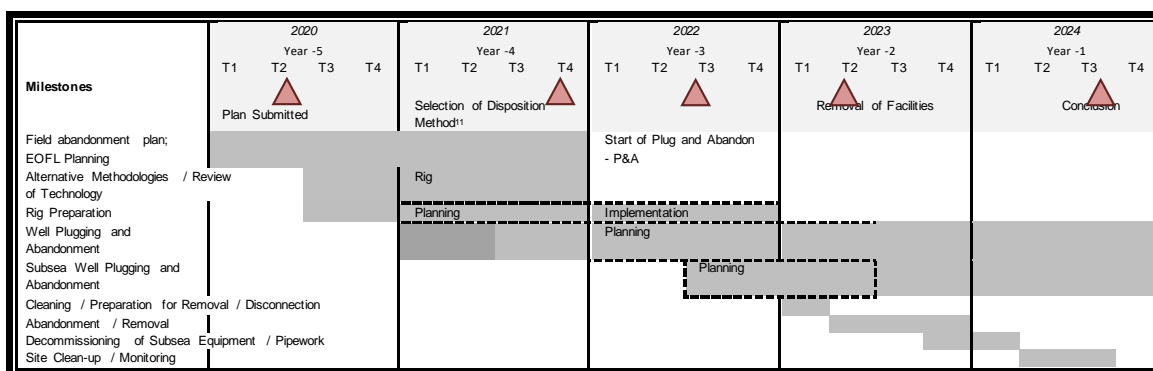 2020 2021 2022 2023 2024
Year -5 Year -4 Year -3 Year -2 Year -1
T1 T2 T3 T4 T1 T2 T3 T4 T1 T2 T3 T4 T1 T2 T3 T4 T1 T2 T3 T4
Milestones
Plan Submitted
Selection of Disposition
Method11
Removal of Facilities
Conclusion
Field abandonment plan;
EOFL Planning
Start of Plug and Abandon
- P&A
Alternative Methodologies / Review
of Technology
Rig
Rig Preparation
Planning
Implementation
Well Plugging and
Abandonment
Planning
Subsea Well Plugging and
Abandonment
Planning
Cleaning / Preparation for Removal / Disconnection
Abandonment / Removal
Decommissioning of Subsea Equipment / Pipework
Site Clean-up / Monitoring